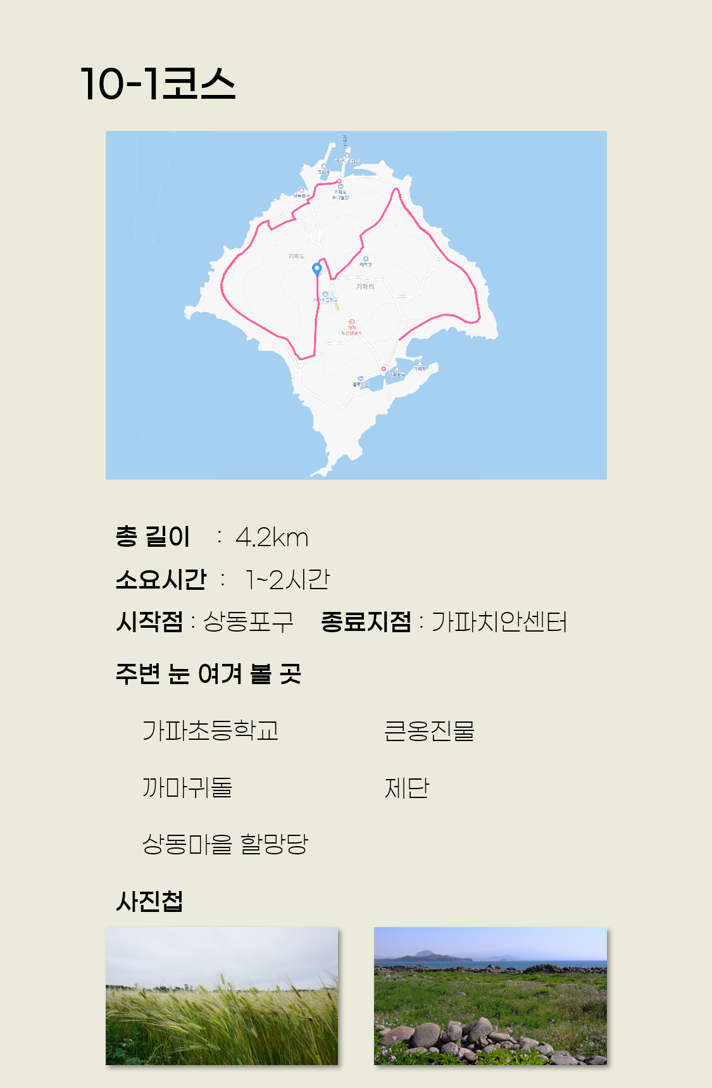 10-1코스
가파도
가파리
총 길이 : 4.2km
소요시간 : 1~2시간
시작점 : 상동포구 종료지점 : 가파치안센터
주변 눈 여겨 볼 곳
가파초등학교 큰옹진물
까마귀돌 제단
상동마을 할망당
사진첩